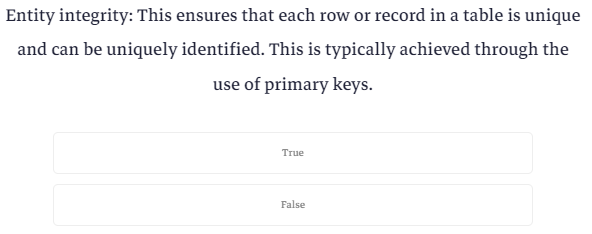 Entity integrity: This ensures that each row or record in a table is unique
and can be uniquely identified. This is typically achieved through the
use of primary keys.
True
False